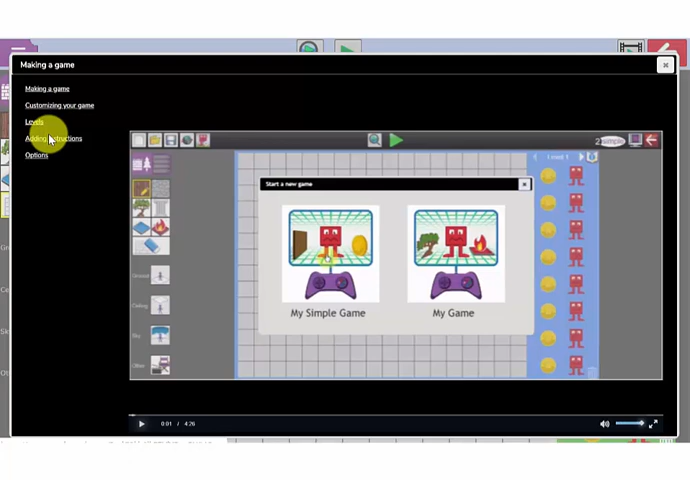 Making a game
Making a game
Customizing your game
Levels
Adding instructions
Options
2simple
Level 1
Start a new game
My Simple Game
My Game
Ground
Ceiling
Sky
Other
0:01 / 4:26